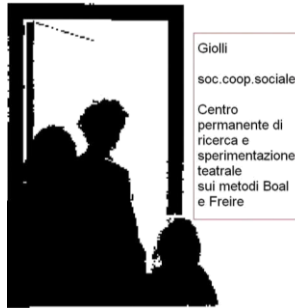 Giolli
soc.coop.sociale
Centro
permanente di
ricerca e
sperimentazione
teatrale
sui metodi Boal
e Freire